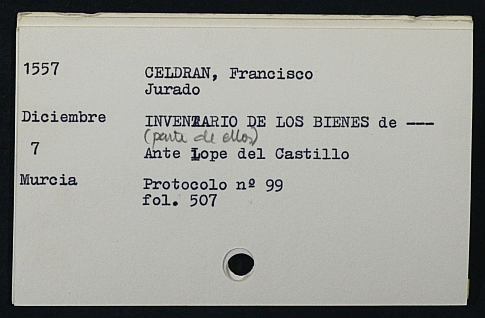 1557 CELDRAN, Francisco
Jurado
Diciembre INVENTARIO DE LOS BIENES de ---
(parte de ellos)
7 Ante Lope del Castillo
Murcia Protocolo nº 99
fol. 507